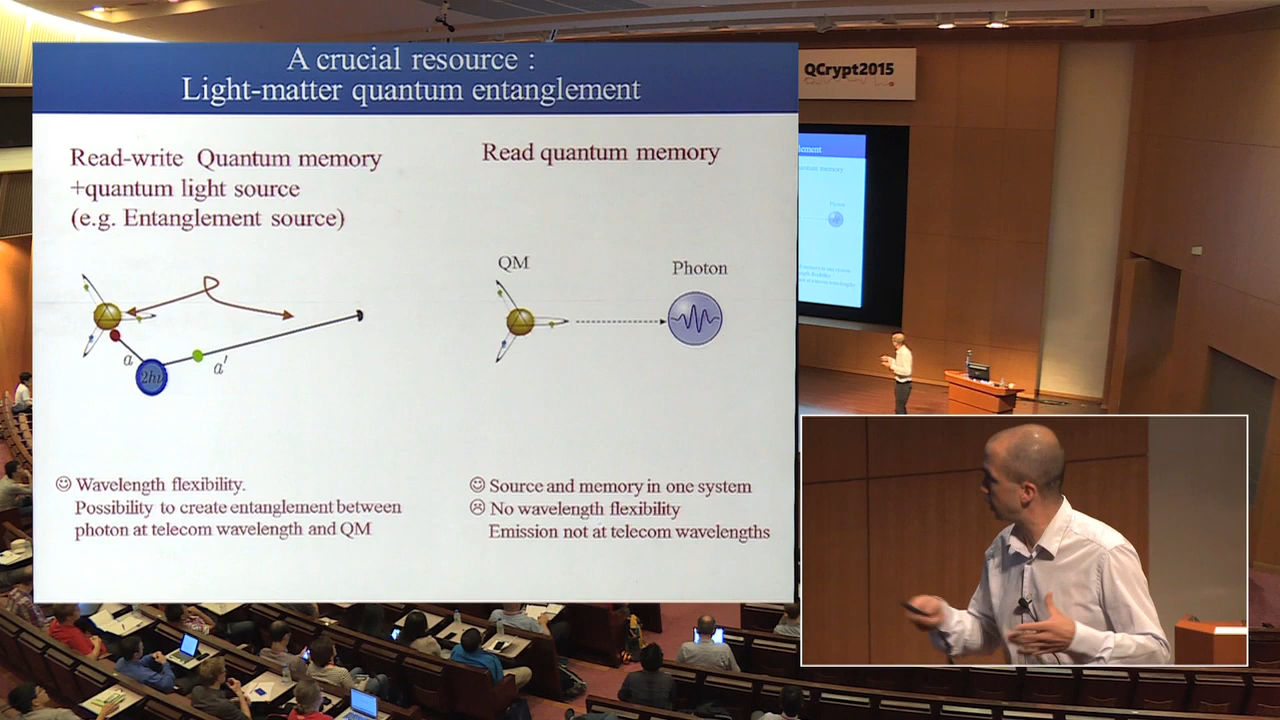 A crucial resource :
Light-matter quantum entanglement
Read-write Quantum memory
+quantum light source
(e.g. Entanglement source)
Read quantum memory
QM
Photon
a
a'
☺ Wavelength flexibility.
Possibility to create entanglement between
photon at telecom wavelength and QM
☺ Source and memory in one system
☹ No wavelength flexibility
Emission not at telecom wavelengths
QCrypt2015